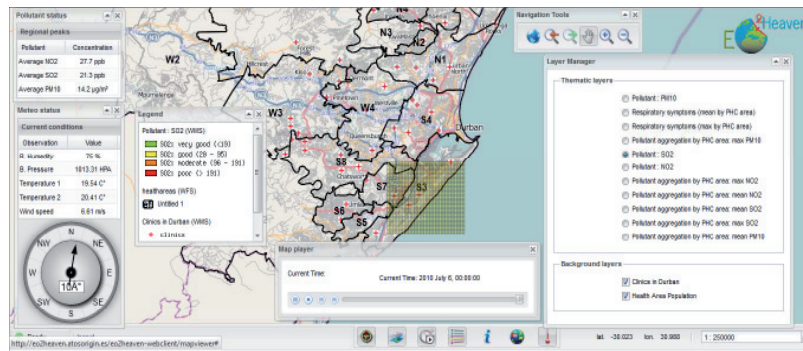 Pollutant status
Regional peaks
Pollutant Concentration
Average NO2 27.7 ppb
Average SO2 21.3 ppb
Average PM10 14.2 µg/m³
Meteo status
Current conditions
Observation Value
B. Humedity 75 %
B. Pressure 1013.31 HPA
Temperature 1 19.54 C°
Temperature 2 20.41 C°
Wind speed 6.61 m/s
N
NW NE
W E
10Â°
SW SE
S
Legend
Pollutant : SO2 (WMS)
SO2: very good (<19)
SO2: good (20 - 95)
SO2: moderate (96 - 191)
SO2: poor (> 191)
healthareas (WFS)
Untitled 1
Clinics in Durban (WMS)
clinics
N4
N3
N2
N1
W2
W3
W4
S4
S8
S7
S3
S6
S5
Hillcrest
Pinetown
Queensburgh
Chatsworth
Durban
Mpumalanga
Navigation Tools
EO2Heaven
Layer Manager
Thematic layers
Pollutant : PM10
Respiratory symptoms (mean by PHC area)
Respiratory symptoms (max by PHC area)
Pollutant aggregation by PHC area: max PM10
Pollutant : SO2
Pollutant : NO2
Pollutant aggregation by PHC area: max NO2
Pollutant aggregation by PHC area: mean NO2
Pollutant aggregation by PHC area: mean SO2
Pollutant aggregation by PHC area: max SO2
Pollutant aggregation by PHC area: mean PM10
Background layers
Clinics in Durban
Health Area Population
Map player
Current Time:
Current Time: 2010 July 6, 00:00:00
http://eo2heaven.atosorigin.es/eo2heaven-webclient/mapviewer#
lat. -30.023 lon. 30.988
1 : 250000